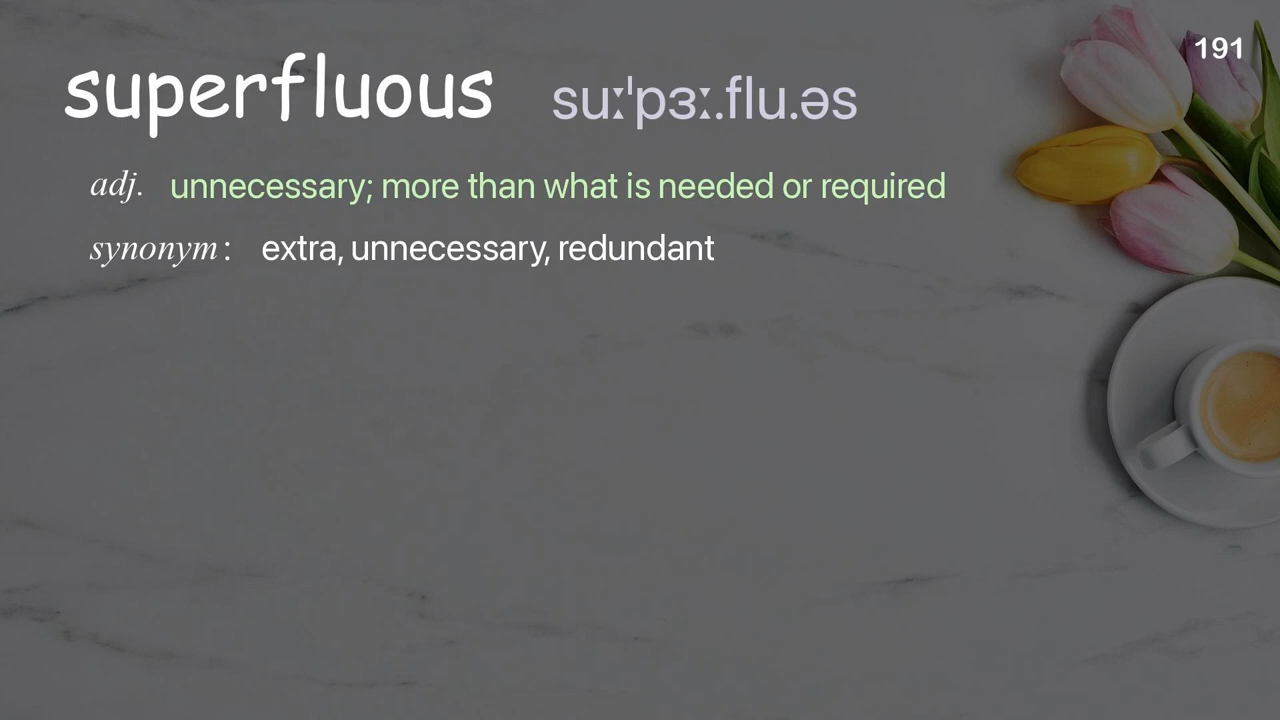 191
superfluous suːˈpɜː.flu.əs
adj. unnecessary; more than what is needed or required
synonym: extra, unnecessary, redundant